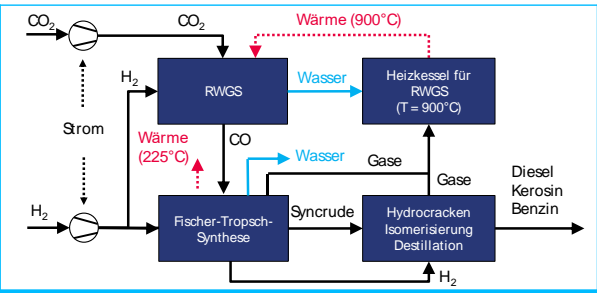 CO2
CO2
Wärme (900°C)
H2
RWGS
Wasser
Heizkessel für
RWGS
(T = 900°C)
Strom
Wärme
(225°C)
CO
Wasser
Gase
Gase
H2
Fischer-Tropsch-
Synthese
Syncrude
Hydrocracken
Isomerisierung
Destillation
Diesel
Kerosin
Benzin
H2